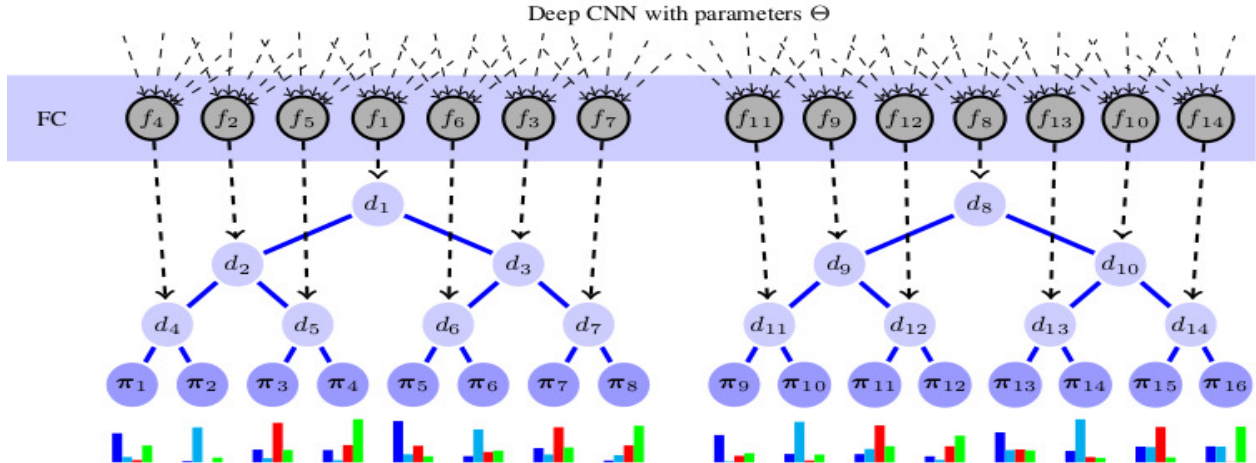 Deep CNN with parameters Θ
FC f₄ f₂ f₅ f₁ f₆ f₃ f₇ f₁₁ f₉ f₁₂ f₈ f₁₃ f₁₀ f₁₄
d₁ d₈
d₂ d₃ d₉ d₁₀
d₄ d₅ d₆ d₇ d₁₁ d₁₂ d₁₃ d₁₄
π₁ π₂ π₃ π₄ π₅ π₆ π₇ π₈ π₉ π₁₀ π₁₁ π₁₂ π₁₃ π₁₄ π₁₅ π₁₆